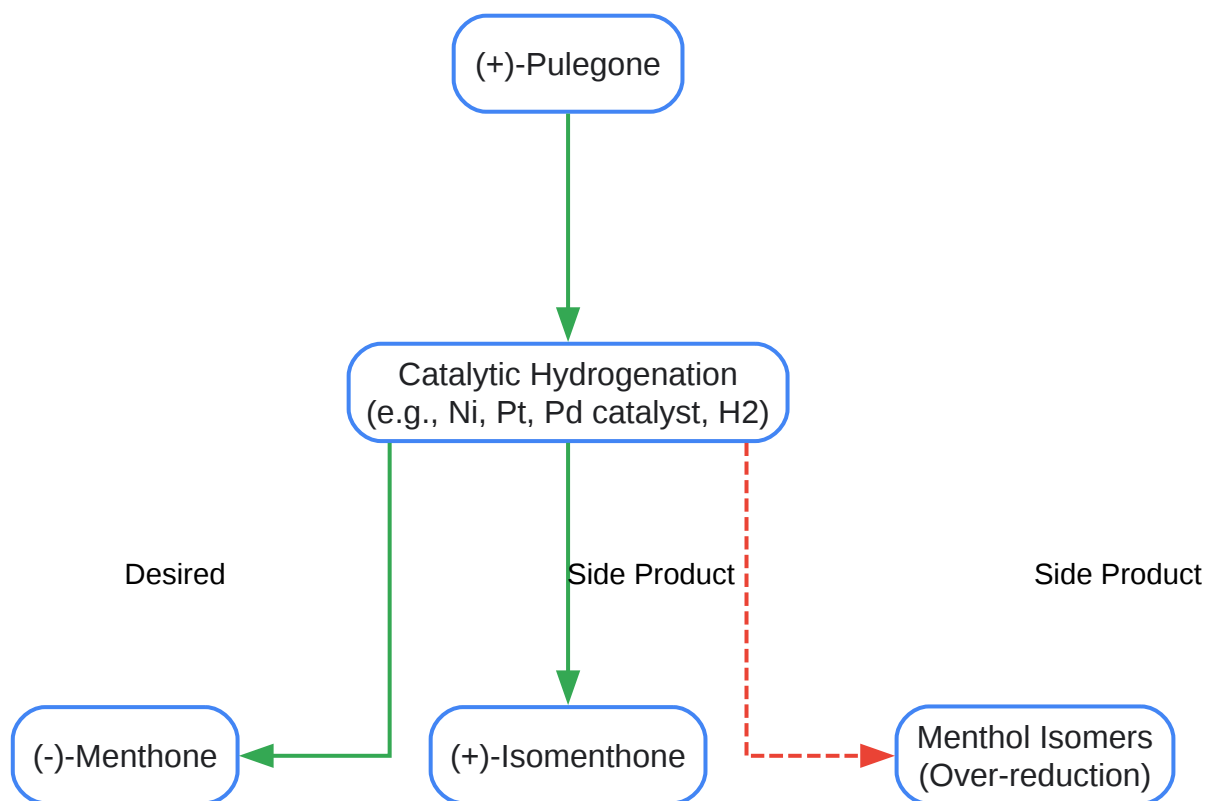 (+)-Pulegone
Catalytic Hydrogenation
(e.g., Ni, Pt, Pd catalyst, H2)
Desired
Side Product
Side Product
(-)-Menthone
(+)-Isomenthone
Menthol Isomers
(Over-reduction)